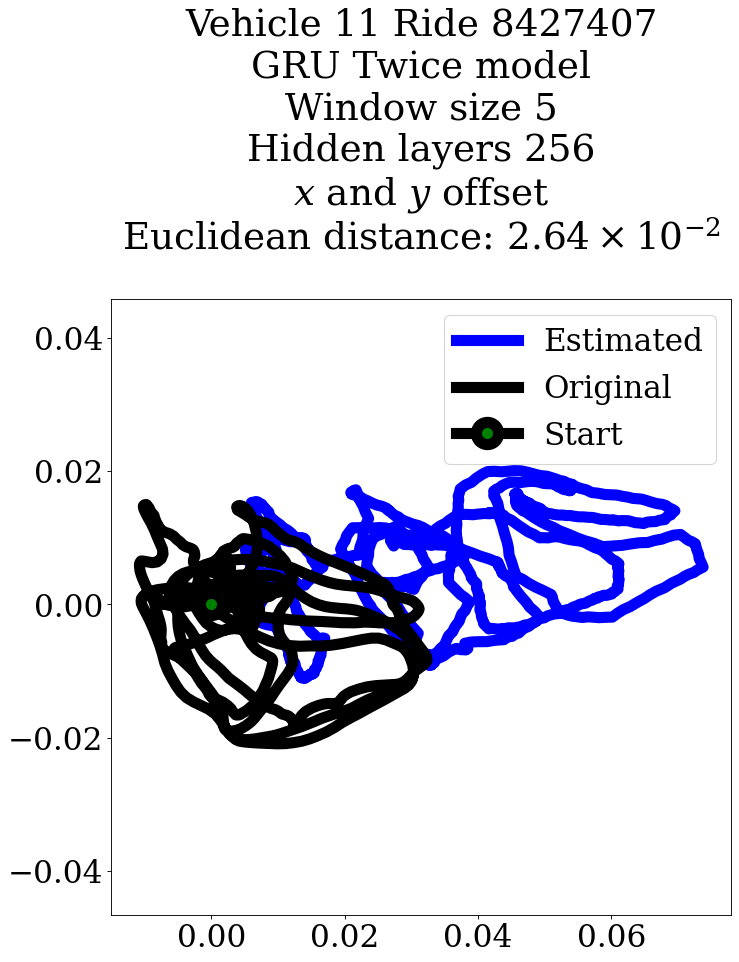 Vehicle 11 Ride 8427407
GRU Twice model
Window size 5
Hidden layers 256
x and y offset
Euclidean distance: 2.64 × 10⁻²
Estimated
Original
Start
0.04
0.02
0.00
−0.02
−0.04
0.00 0.02 0.04 0.06